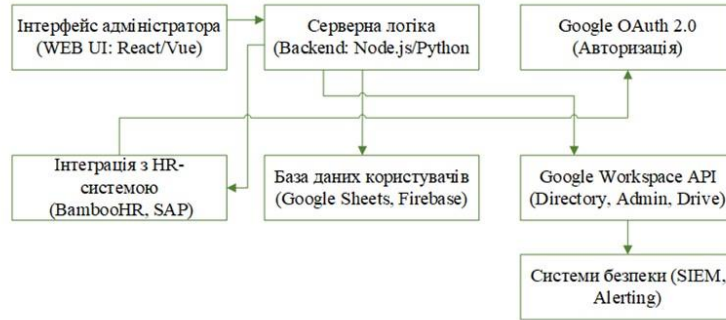 Інтерфейс адміністратора
(WEB UI: React/Vue)
Серверна логіка
(Backend: Node.js/Python
Google OAuth 2.0
(Авторизація)
Інтеграція з HR-
системою
(BambooHR, SAP)
База даних користувачів
(Google Sheets, Firebase)
Google Workspace API
(Directory, Admin, Drive)
Системи безпеки (SIEM,
Alerting)